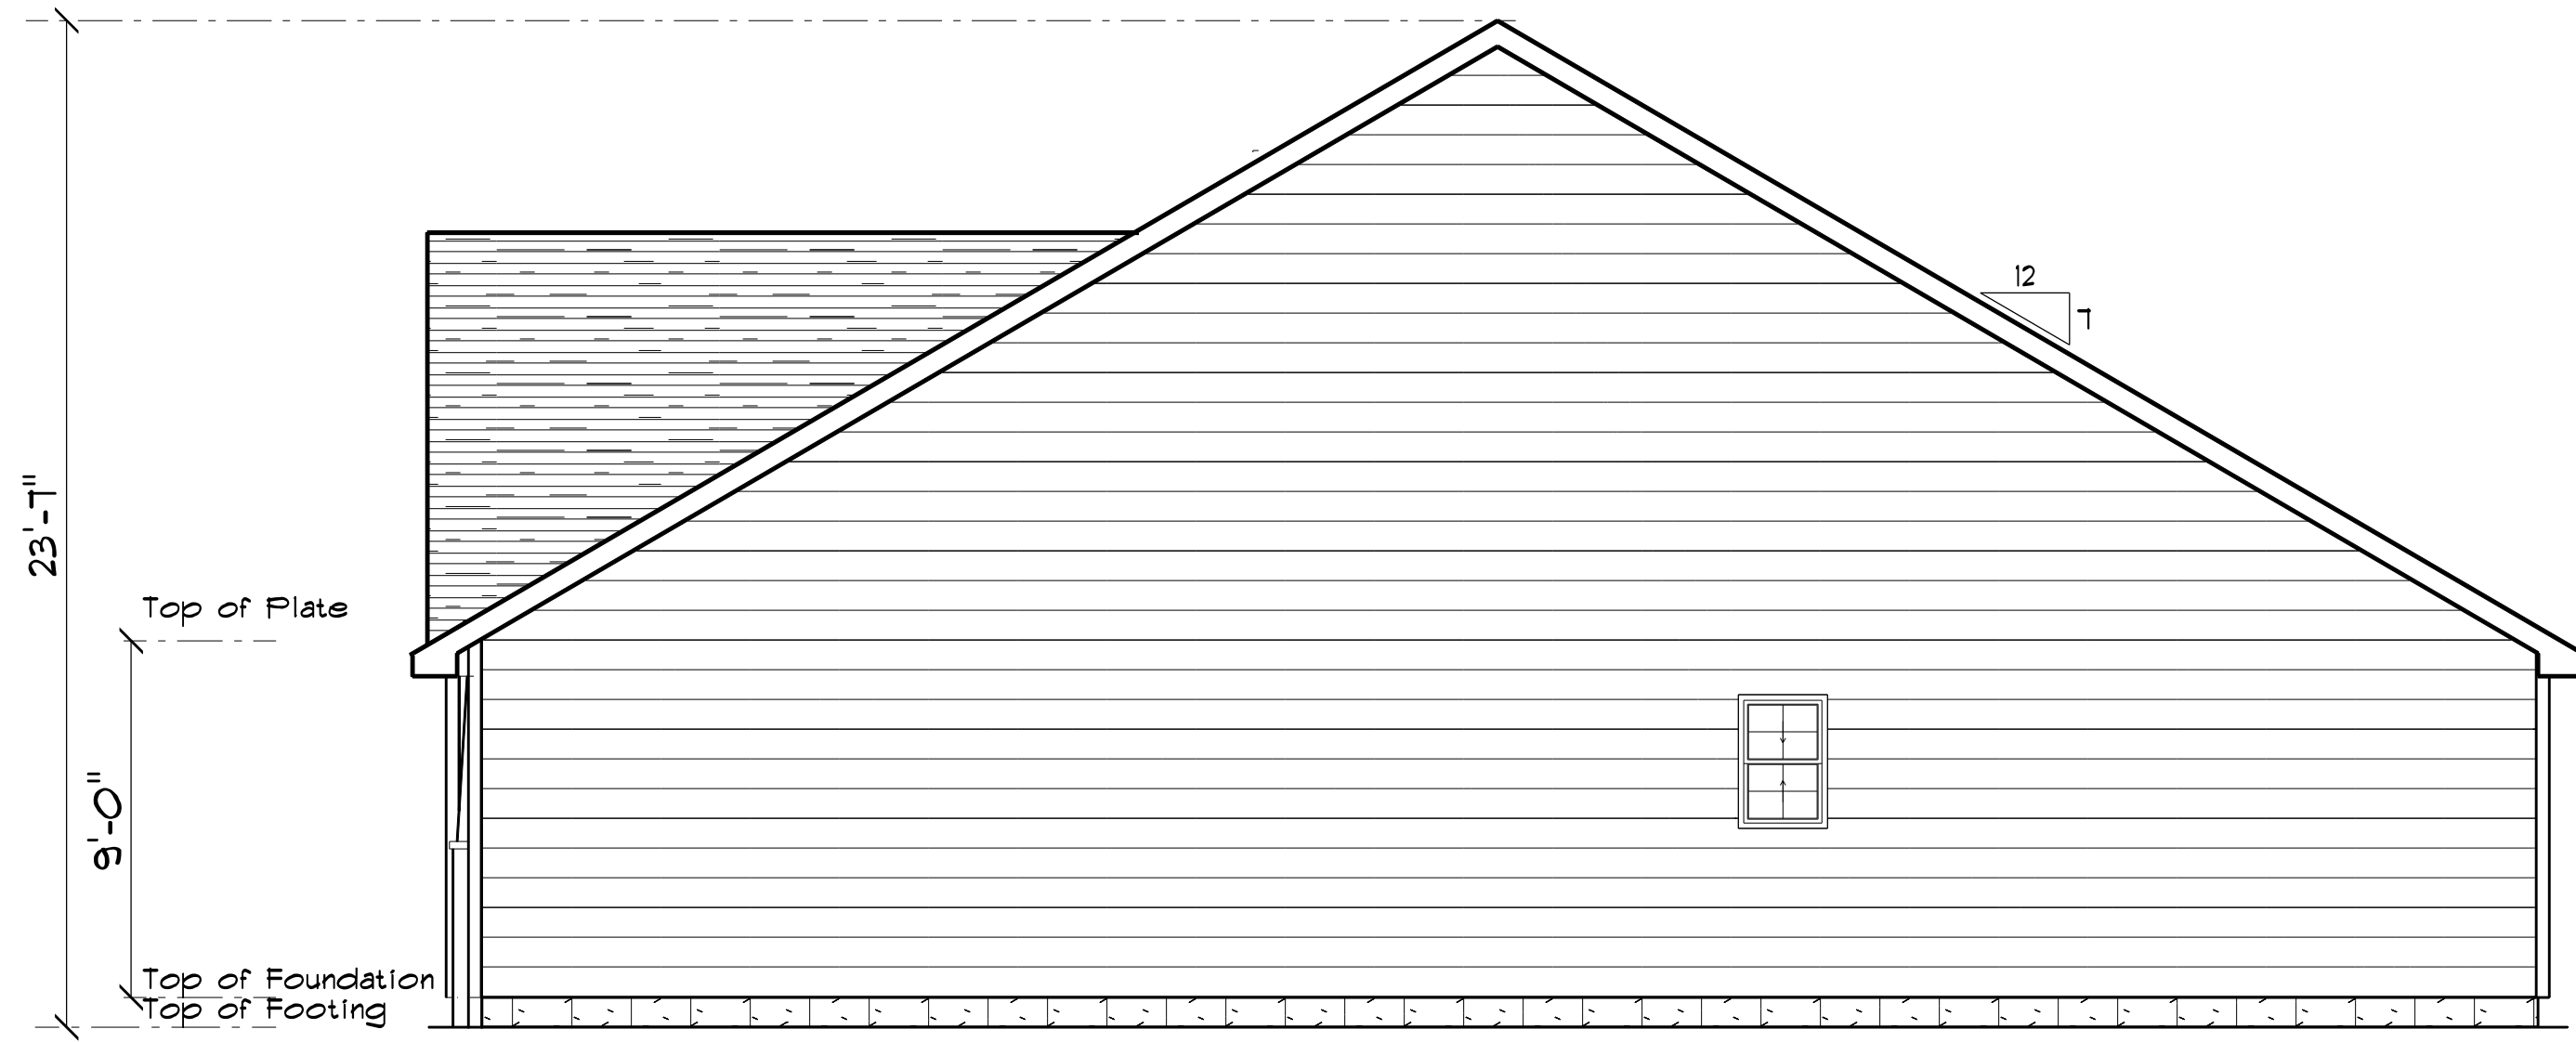 12
7
23'-7"
Top of Plate
9'-0"
Top of Foundation
Top of Footing